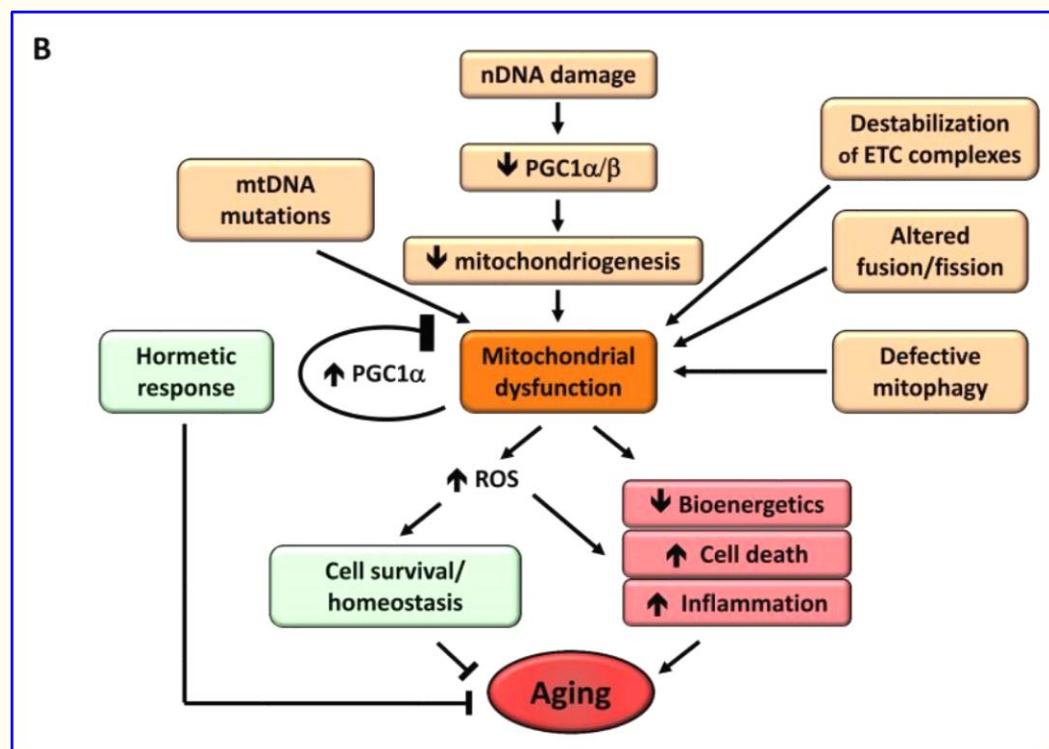 B
nDNA damage
PGC1α/β
mitochondriogenesis
mtDNA
mutations
Destabilization
of ETC complexes
Altered
fusion/fission
Defective
mitophagy
Hormetic
response
PGC1α
Mitochondrial
dysfunction
ROS
Bioenergetics
Cell death
Inflammation
Cell survival/
homeostasis
Aging